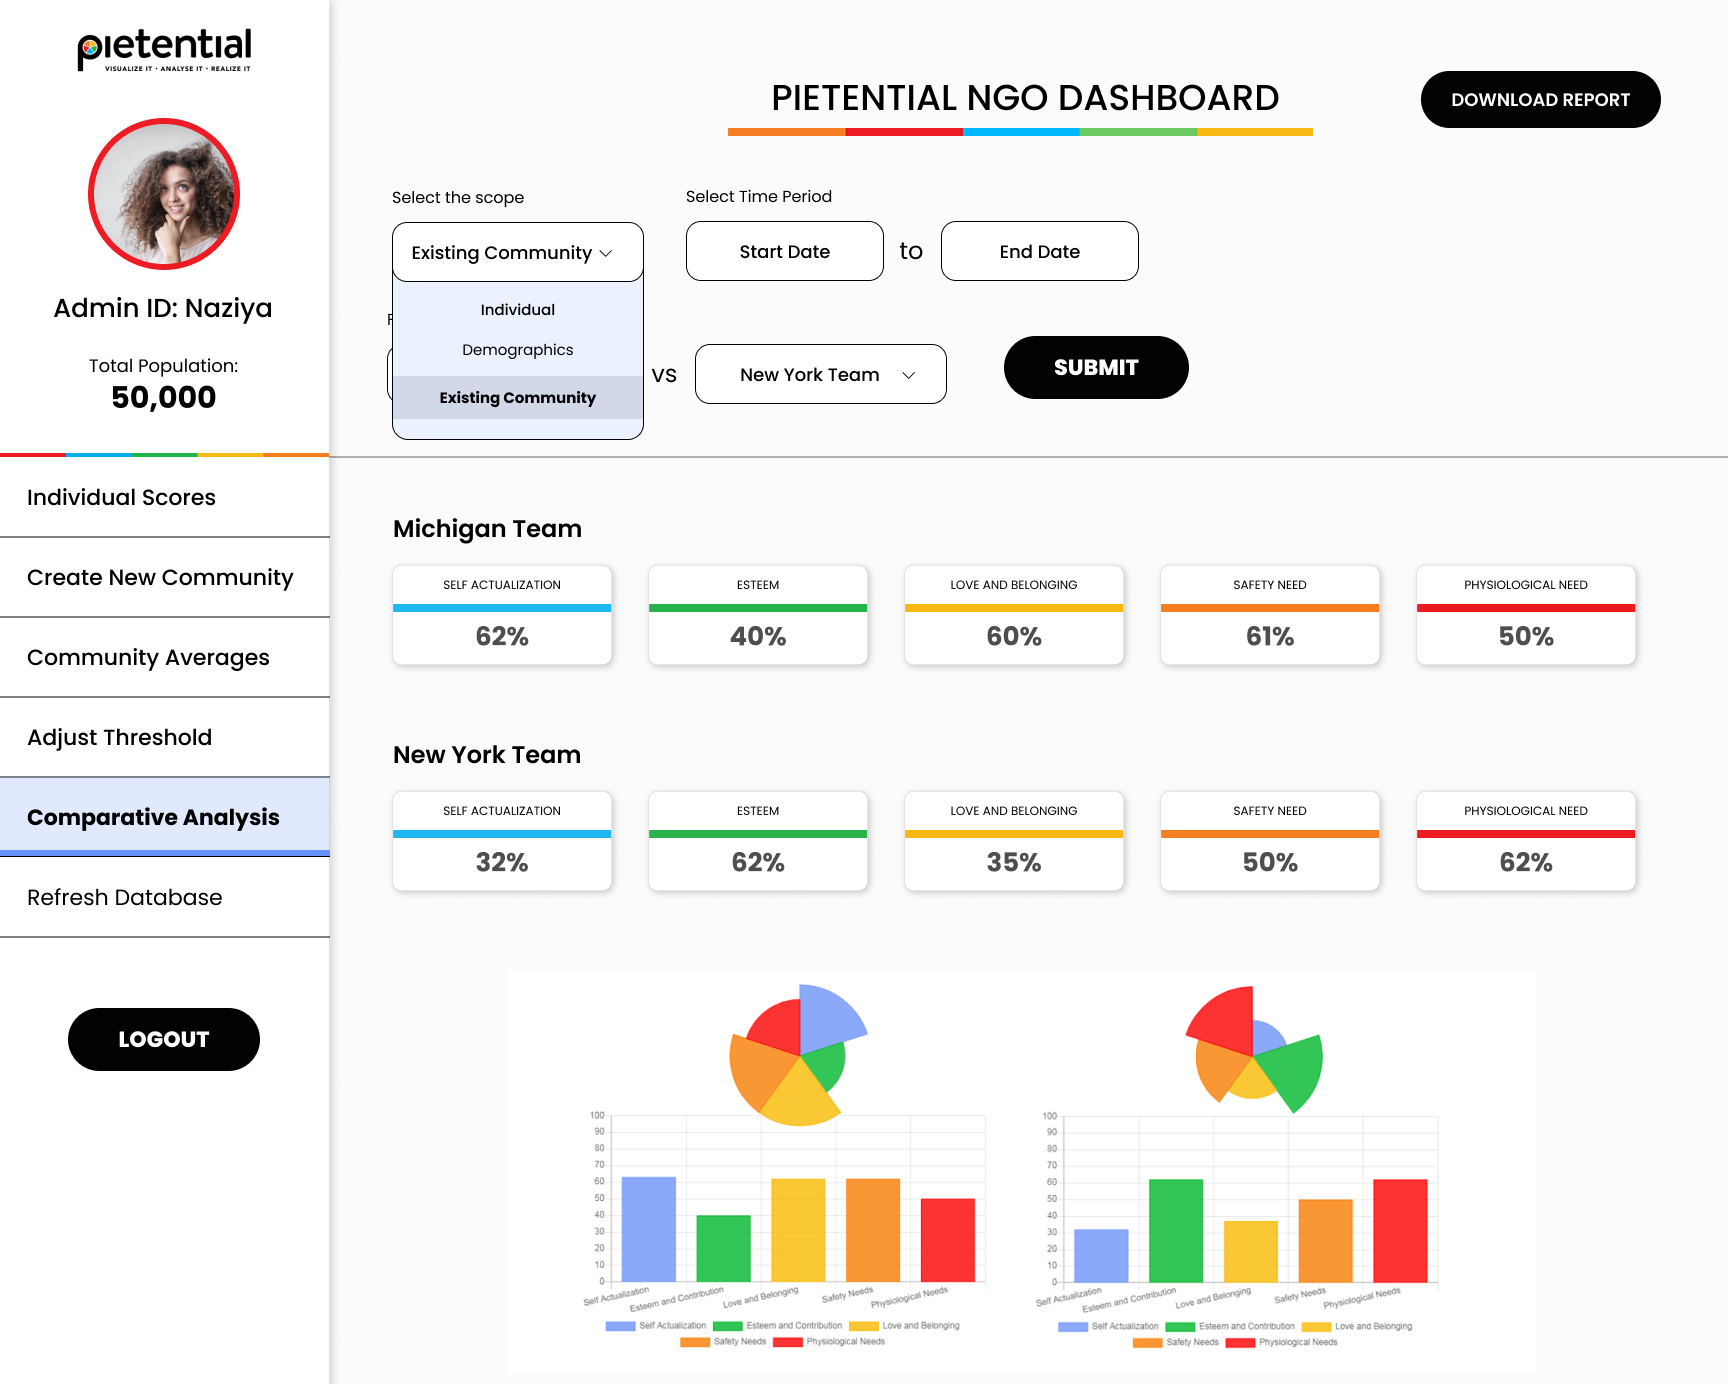 pietential
VISUALIZE IT • ANALYSE IT • REALIZE IT
Admin ID: Naziya
Total Population:
50,000
Individual Scores
Create New Community
Community Averages
Adjust Threshold
Comparative Analysis
Refresh Database
LOGOUT
PIETENTIAL NGO DASHBOARD
DOWNLOAD REPORT
Select the scope
Select Time Period
Existing Community
Start Date
to
End Date
Individual
Demographics
Existing Community
vs
New York Team
SUBMIT
Michigan Team
SELF ACTUALIZATION
62%
ESTEEM
40%
LOVE AND BELONGING
60%
SAFETY NEED
61%
PHYSIOLOGICAL NEED
50%
New York Team
SELF ACTUALIZATION
32%
ESTEEM
62%
LOVE AND BELONGING
35%
SAFETY NEED
50%
PHYSIOLOGICAL NEED
62%
100
90
80
70
60
50
40
30
20
10
0
Self Actualization
Esteem and Contribution
Love and Belonging
Safety Needs
Physiological Needs
Self Actualization Esteem and Contribution Love and Belonging
Safety Needs Physiological Needs
100
90
80
70
60
50
40
30
20
10
0
Self Actualization
Esteem and Contribution
Love and Belonging
Safety Needs
Physiological Needs
Self Actualization Esteem and Contribution Love and Belonging
Safety Needs Physiological Needs